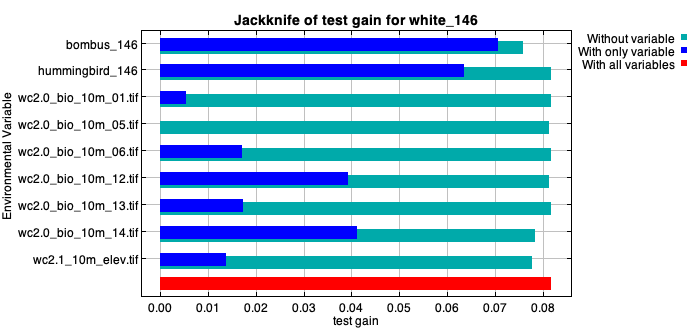 Jackknife of test gain for white_146
Without variable
With only variable
With all variables
Environmental Variable
bombus_146
hummingbird_146
wc2.0_bio_10m_01.tif
wc2.0_bio_10m_05.tif
wc2.0_bio_10m_06.tif
wc2.0_bio_10m_12.tif
wc2.0_bio_10m_13.tif
wc2.0_bio_10m_14.tif
wc2.1_10m_elev.tif
0.00 0.01 0.02 0.03 0.04 0.05 0.06 0.07 0.08
test gain